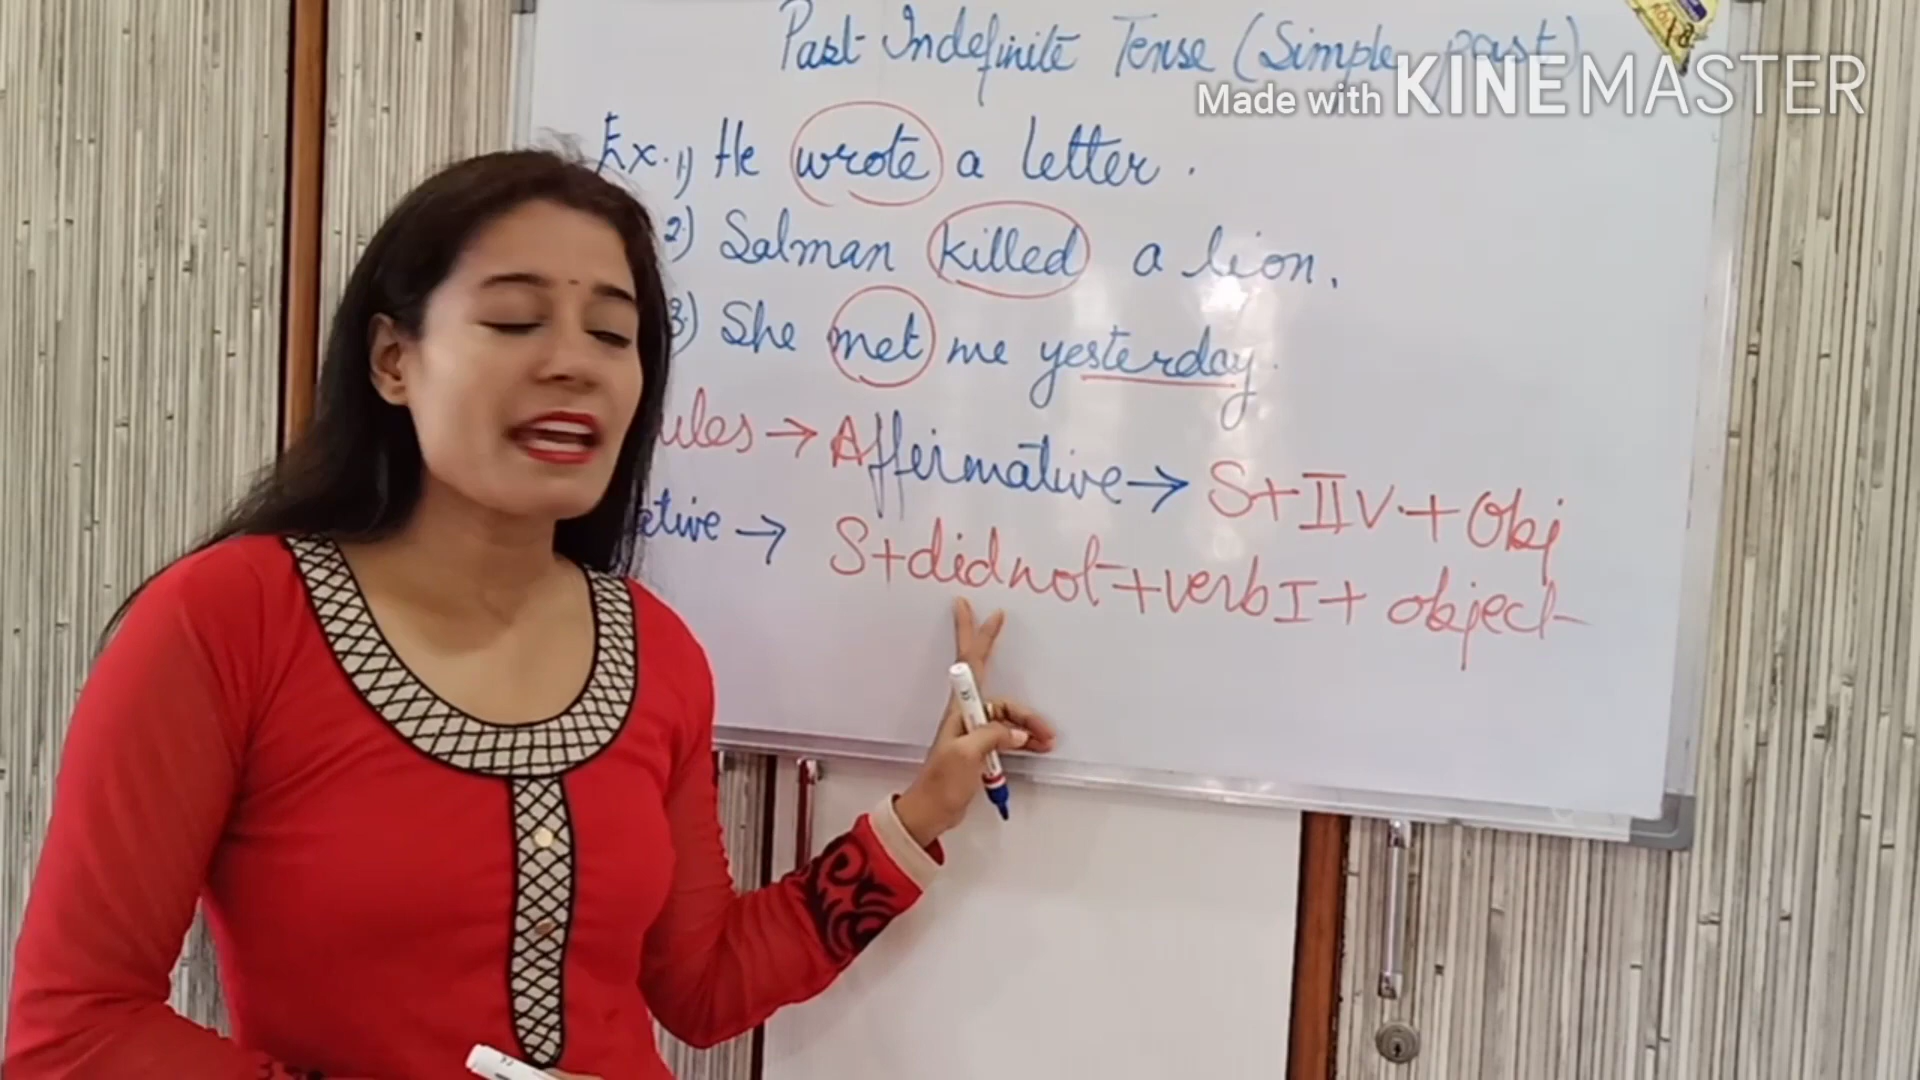 Past Indefinite Tense (Simple past)
Made with KINEMASTER
Ex. 1) He wrote a letter.
2) Salman killed a lion.
3) She met me yesterday.
ules → Affirmative → S+IIV.+Obj
ative → S+did not+verb I+ object